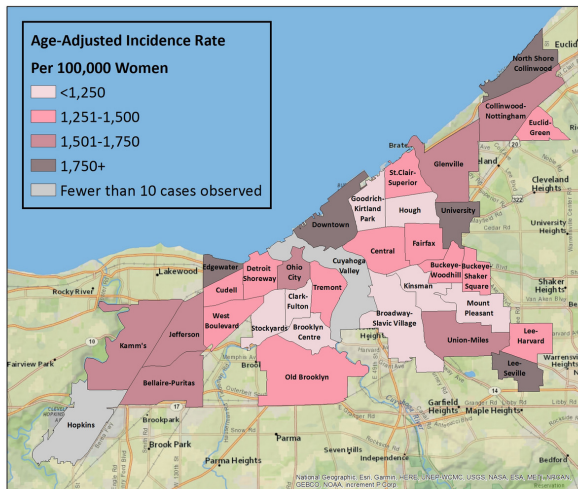 Age-Adjusted Incidence Rate
Per 100,000 Women
<1,250
1,251-1,500
1,501-1,750
1,750+
Fewer than 10 cases observed
Euclid
North Shore
Collinwood
Collinwood-
Nottingham
Euclid-
Green
20
Glenville
Cleveland
Heights
322
St.Clair-
Superior
Goodrich-
Kirtland
Park
Hough
University
University
Heights
Downtown
Cuyahoga
Valley
Central
Fairfax
Buckeye-
Woodhill
Buckeye-
Shaker
Square
Shaker
Heights
Kinsman
Mount
Pleasant
Lakewood
Edgewater
Detroit
Shoreway
Ohio
City
Cudell
Tremont
Rocky River
Clark-
Fulton
West
Boulevard
Stockyards
Brooklyn
Centre
Broadway-
Slavic Village
Heights
Union-Miles
Lee-
Harvard
Lee-
Seville
Kamm's
Jefferson
Fairview Park
10
Bellaire-Puritas
Old Brooklyn
Garfield
Heights
Maple Heights
14
Hopkins
17
Brookpark
Brook Park
Parma
Parma Heights
Seven Hills
Independence
Bedford
National Geographic, Esri, Garmin, HERE, UNEP-WCMC, USGS, NASA, ESA, METI, NRCAN,
GEBCO, NOAA, increment P Corp